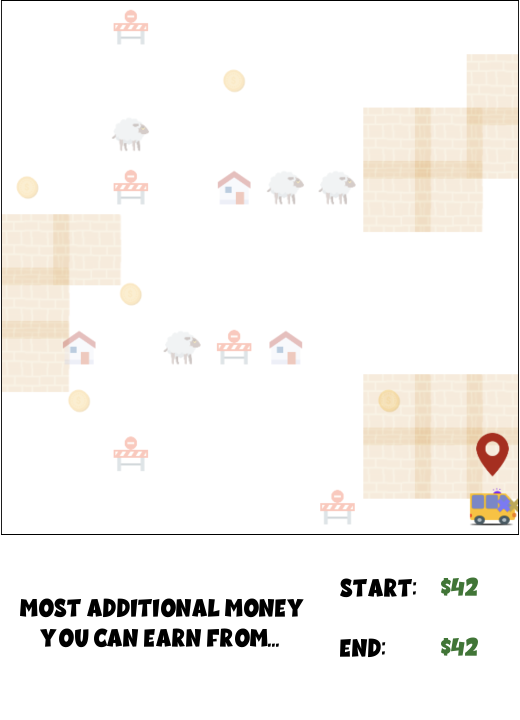 START: $42
MOST ADDITIONAL MONEY
YOU CAN EARN FROM...
END: $42